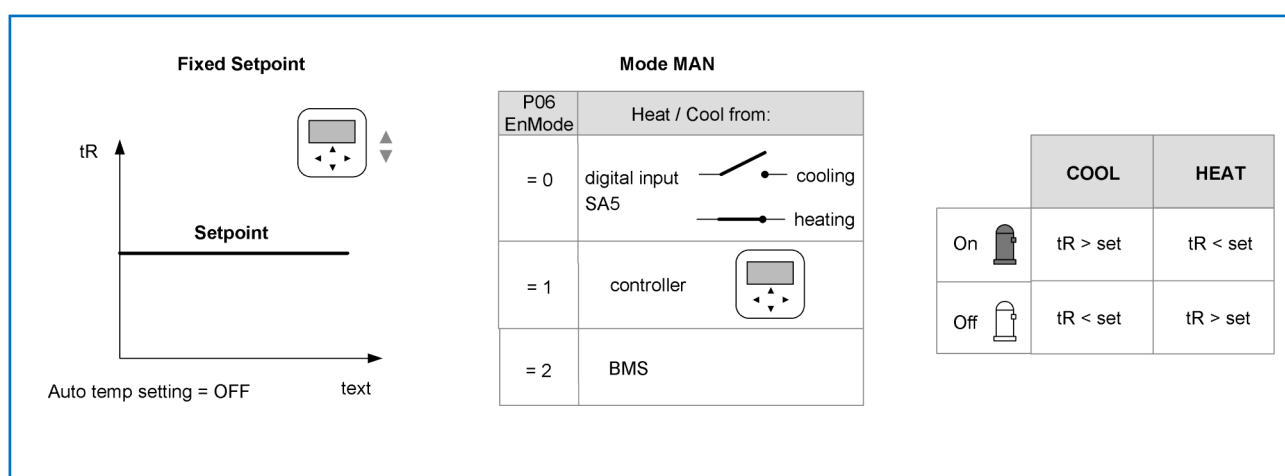 Fixed Setpoint
tR
Setpoint
text
Auto temp setting = OFF
Mode MAN
P06
EnMode
Heat / Cool from:
= 0
digital input
SA5
cooling
heating
= 1
controller
= 2
BMS
COOL HEAT
On tR > set tR < set
Off tR < set tR > set